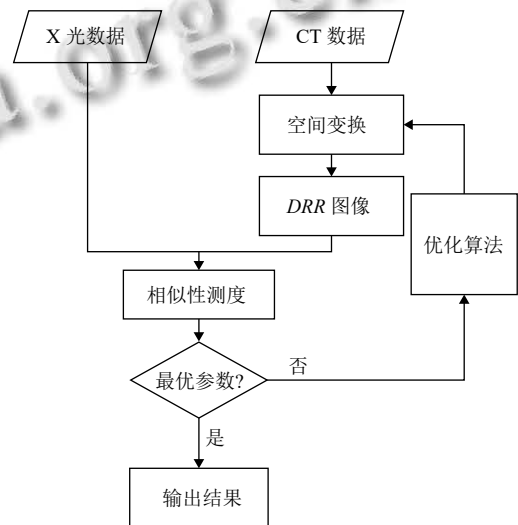 X 光数据
CT 数据
空间变换
DRR 图像
优化算法
相似性测度
最优参数?
否
是
输出结果